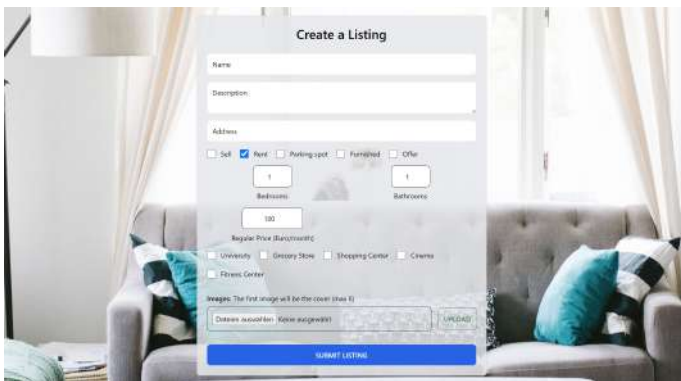 Create a Listing
Name
Description
Address
Sell Rent Parking spot Furnished Offer
1 1
Bedrooms Bathrooms
100
Regular Price (Euro/month)
University Grocery Store Shopping Center Cinema
Fitness Center
Images: The first image will be the cover (max 6)
Dateien auswählen Keine ausgewählt UPLOAD
SUBMIT LISTING